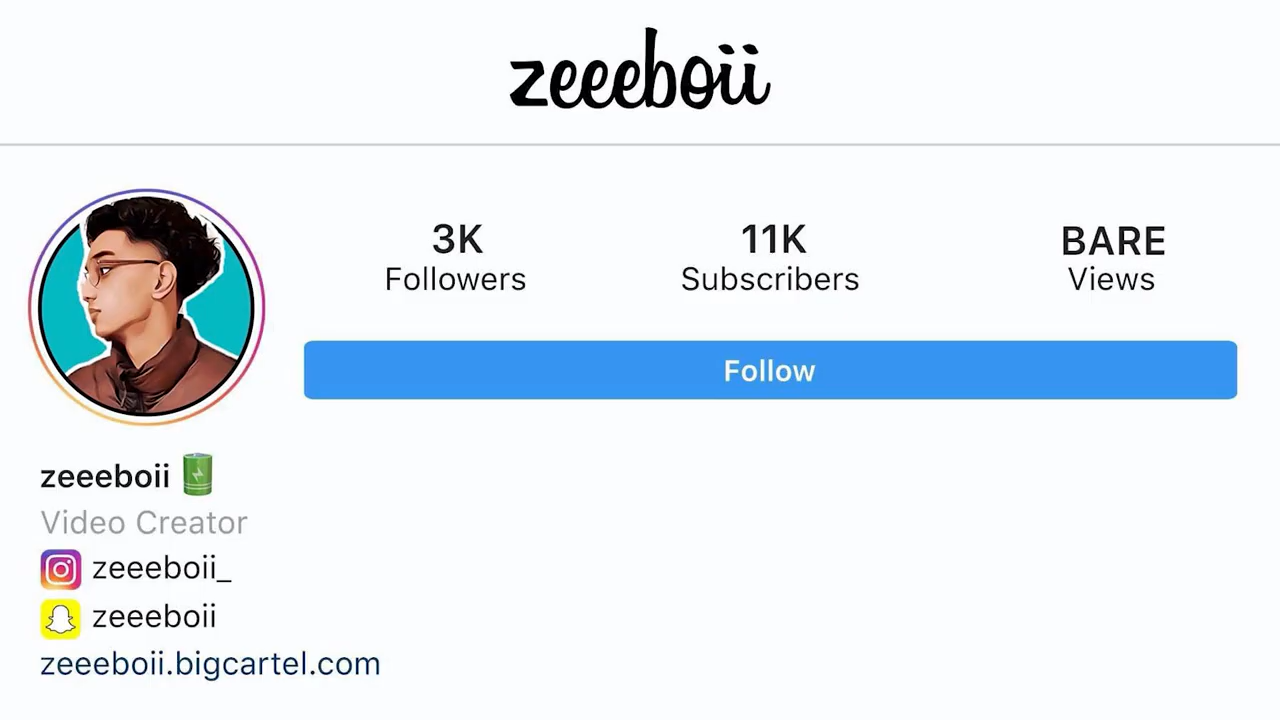 zeeeboii
3K
Followers
11K
Subscribers
BARE
Views
Follow
zeeeboii
Video Creator
zeeeboii_
zeeeboii
zeeeboii.bigcartel.com